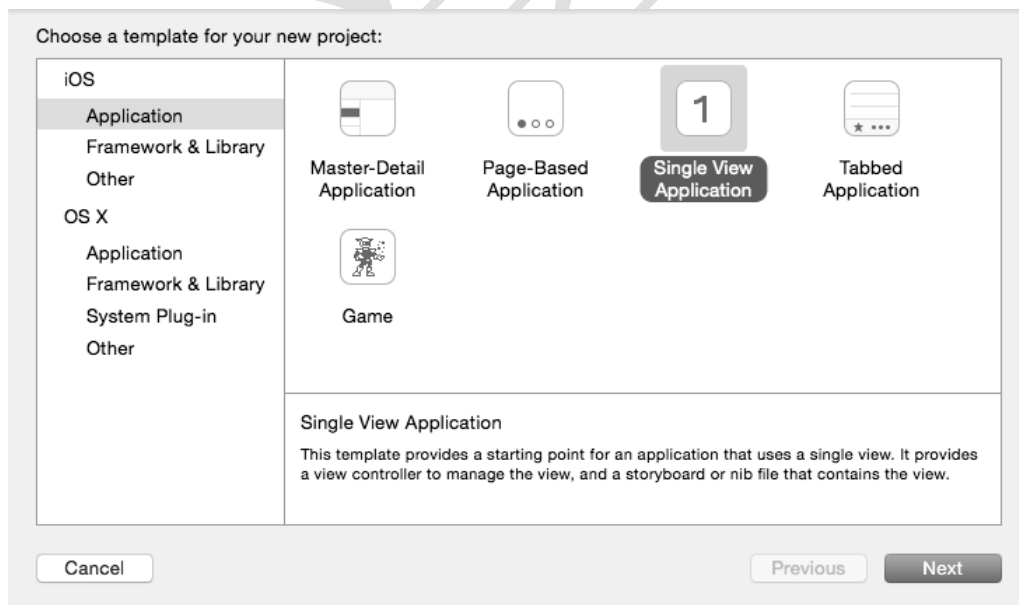 Choose a template for your new project:
iOS
Application
Framework & Library
Other
OS X
Application
Framework & Library
System Plug-in
Other
Master-Detail
Application
Page-Based
Application
1
Single View
Application
Tabbed
Application
Game
Single View Application
This template provides a starting point for an application that uses a single view. It provides
a view controller to manage the view, and a storyboard or nib file that contains the view.
Cancel
Previous
Next